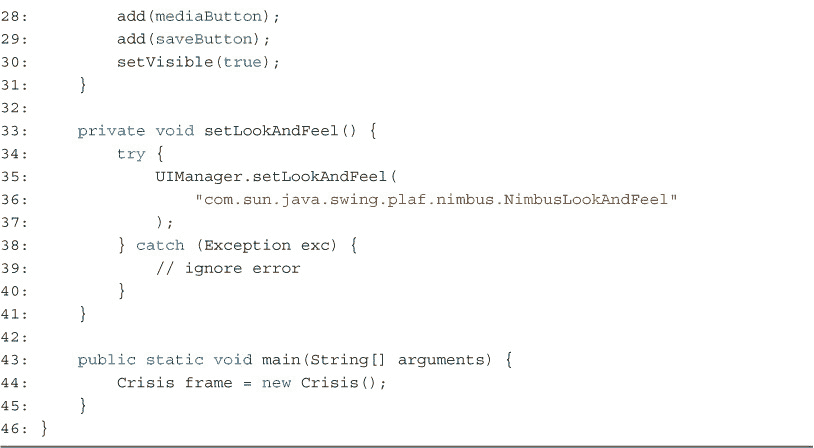 28:         add(mediaButton);
29:         add(saveButton);
30:         setVisible(true);
31:     }
32:
33:     private void setLookAndFeel() {
34:         try {
35:             UIManager.setLookAndFeel(
36:                 "com.sun.java.swing.plaf.nimbus.NimbusLookAndFeel"
37:             );
38:         } catch (Exception exc) {
39:             // ignore error
40:         }
41:     }
42:
43:     public static void main(String[] arguments) {
44:         Crisis frame = new Crisis();
45:     }
46: }